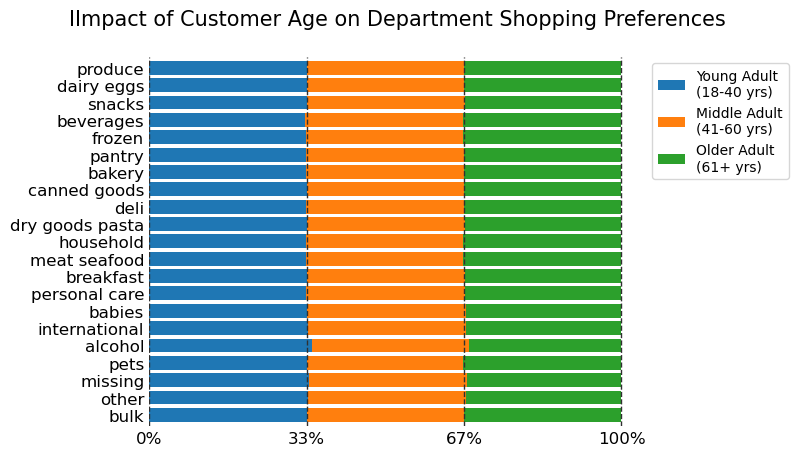 IImpact of Customer Age on Department Shopping Preferences
produce
dairy eggs
snacks
beverages
frozen
pantry
bakery
canned goods
deli
dry goods pasta
household
meat seafood
breakfast
personal care
babies
international
alcohol
pets
missing
other
bulk
0% 33% 67% 100%
Young Adult
(18-40 yrs)
Middle Adult
(41-60 yrs)
Older Adult
(61+ yrs)